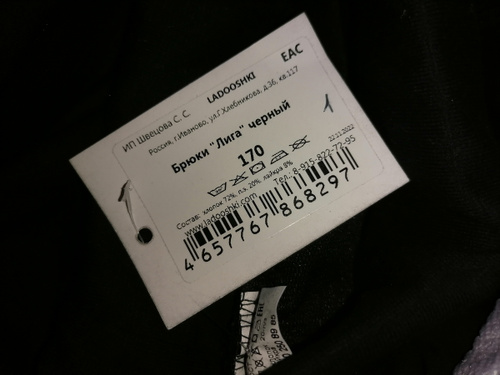 ИП Швецова С. С
LADOOSHKI
EAC
Россия, г.Иваново, ул.Г.Хлебникова, д.36, кв.117
Брюки "Лига" черный
1
170
22.11.2022
Состав: хлопок 72%, п.э. 20%, лайкра 8%
www.ladooshki.com Тел.: 8-915-822-72-95
4 657767 868297